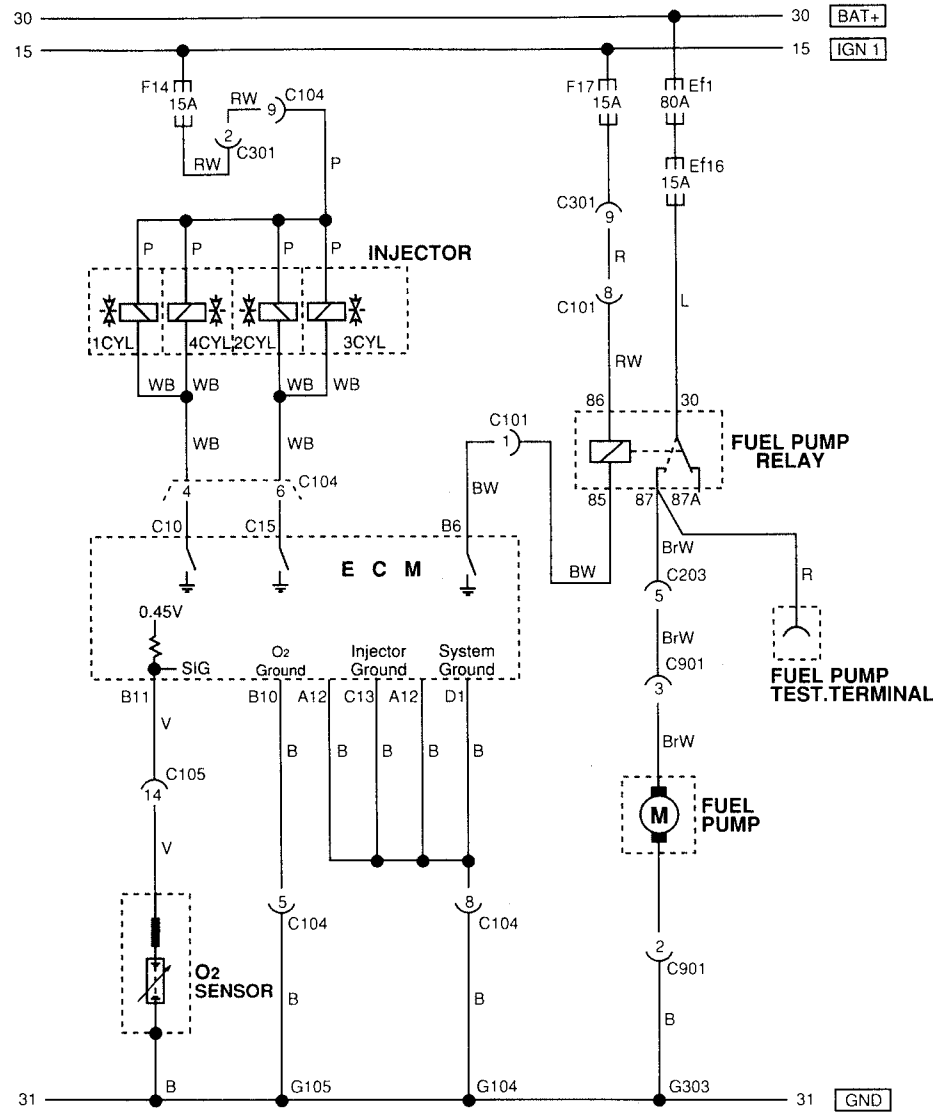 30
30 BAT+
15
15 IGN 1
F14
15A
RW
9
C104
2
C301
RW
P
F17
15A
Ef1
80A
Ef16
15A
C301
9
R
8
C101
L
RW
P
P
P
P
INJECTOR
1CYL
4CYL
2CYL
3CYL
WB
WB
WB
WB
WB
WB
4
6
C104
86
30
C101
1
BW
FUEL PUMP
RELAY
85
87
87A
C10
C15
B6
BW
E C M
0.45V
SIG
O2
Ground
Injector
Ground
System
Ground
BrW
C203
5
R
BrW
C901
3
FUEL PUMP
TEST.TERMINAL
B11
B10
A12
C13
A12
D1
V
B
B
B
B
B
BrW
C105
14
M
FUEL
PUMP
V
5
C104
8
C104
2
C901
O2
SENSOR
B
B
B
B
G105
G104
G303
31
31 GND